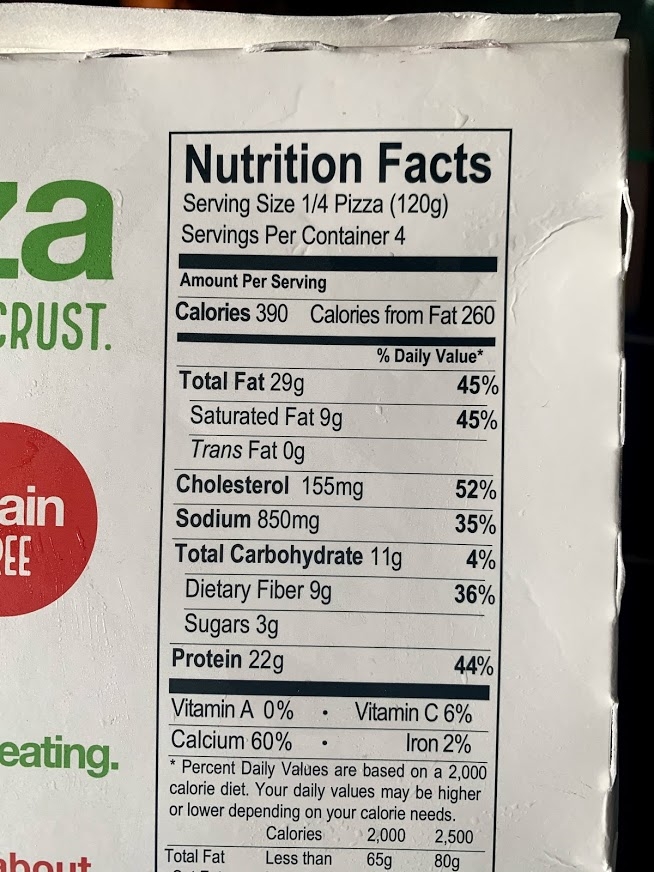 za
CRUST.
ain
REE
eating.
about
Nutrition Facts
Serving Size 1/4 Pizza (120g)
Servings Per Container 4
Amount Per Serving
Calories 390 Calories from Fat 260
% Daily Value*
Total Fat 29g 45%
Saturated Fat 9g 45%
Trans Fat 0g
Cholesterol 155mg 52%
Sodium 850mg 35%
Total Carbohydrate 11g 4%
Dietary Fiber 9g 36%
Sugars 3g
Protein 22g 44%
Vitamin A 0% • Vitamin C 6%
Calcium 60% • Iron 2%
* Percent Daily Values are based on a 2,000
calorie diet. Your daily values may be higher
or lower depending on your calorie needs.
Calories 2,000 2,500
Total Fat Less than 65g 80g